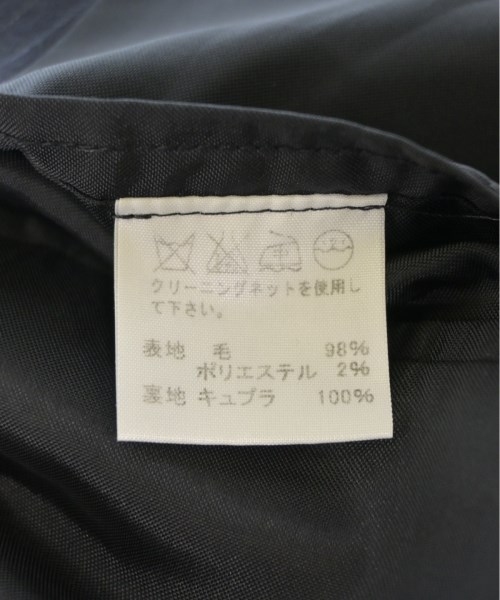 クリーニングネットを使用し
て下さい。
表地 毛 98%
ポリエステル 2%
裏地 キュプラ 100%